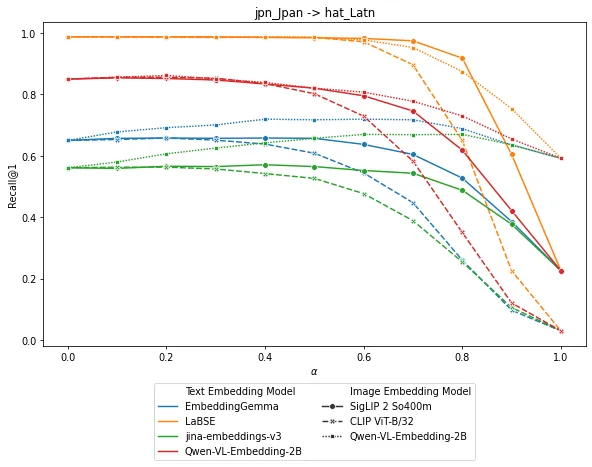 jpn_Jpan -> hat_Latn
Recall@1
1.0
0.8
0.6
0.4
0.2
0.0
0.0 0.2 0.4 0.6 0.8 1.0
α
Text Embedding Model Image Embedding Model
EmbeddingGemma SigLIP 2 So400m
LaBSE CLIP ViT-B/32
jina-embeddings-v3 Qwen-VL-Embedding-2B
Qwen-VL-Embedding-2B